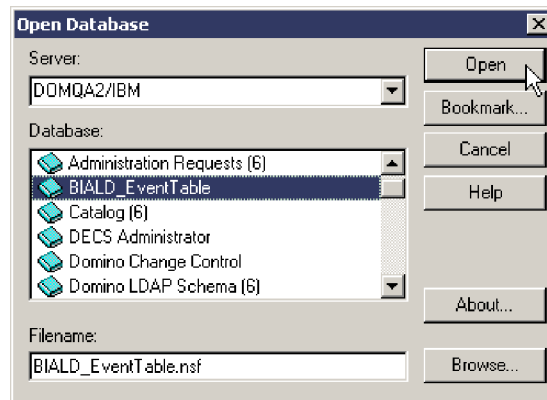 Open Database
Server:
DOMQA2/IBM
Database:
Administration Requests (6)
BIALD_EventTable
Catalog (6)
DECS Administrator
Domino Change Control
Domino LDAP Schema (6)
Filename:
BIALD_EventTable.nsf
Open
Bookmark...
Cancel
Help
About...
Browse...